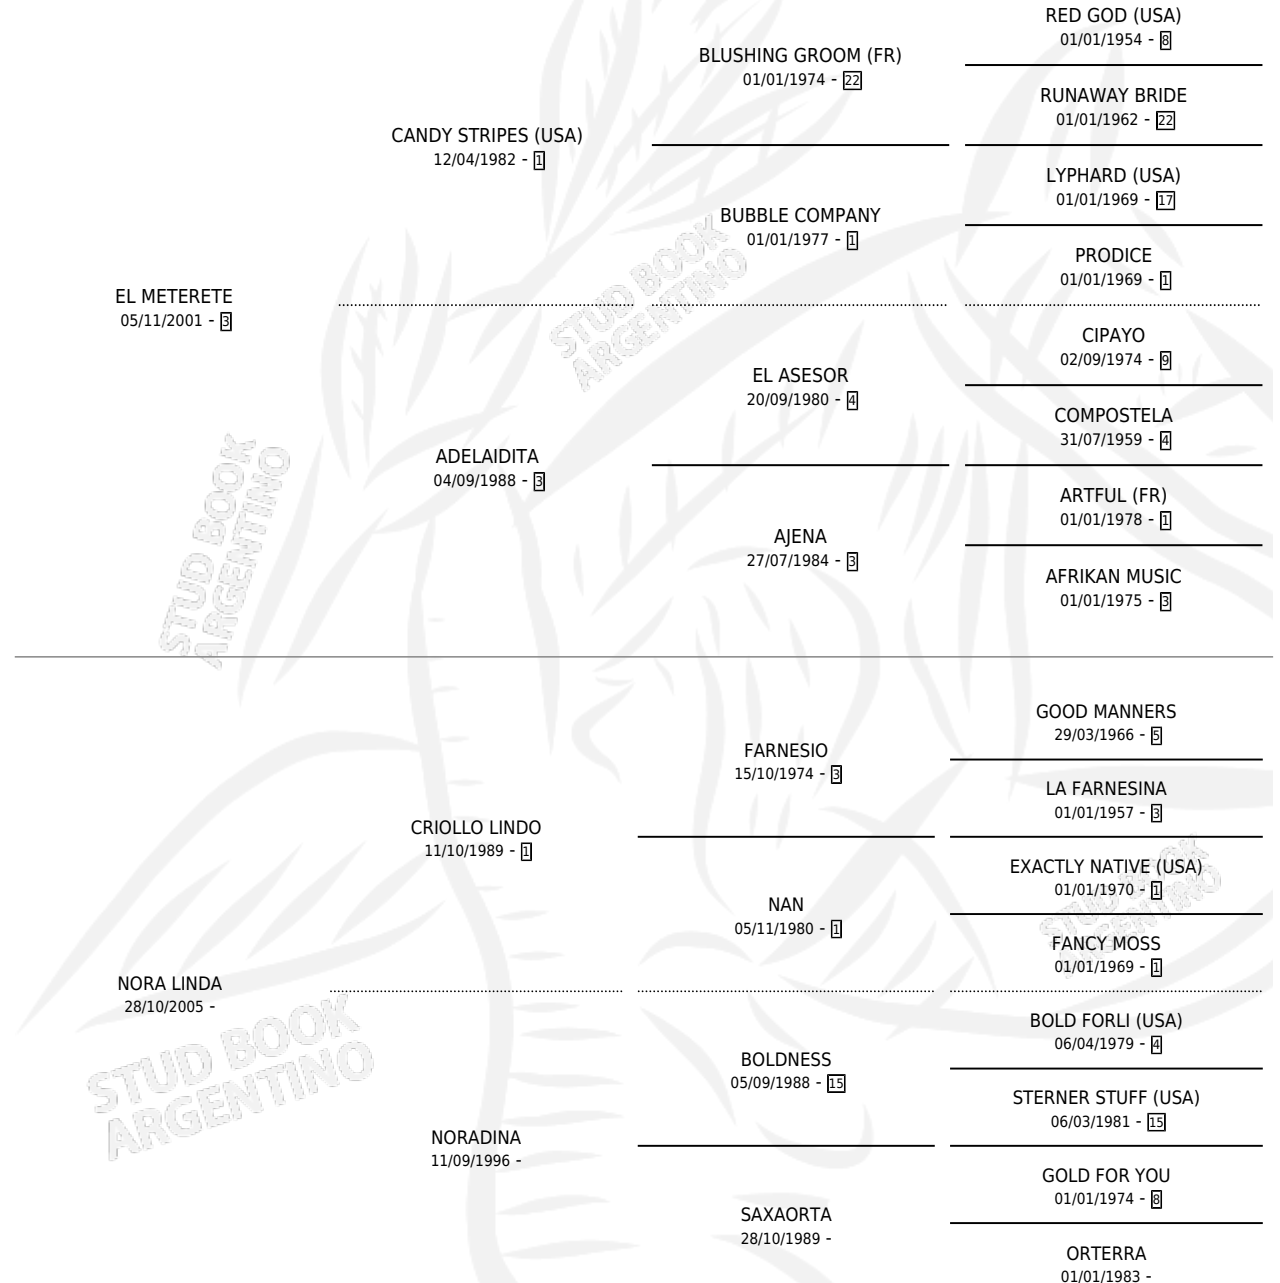 RED GOD (USA)
01/01/1954 - 8
BLUSHING GROOM (FR)
01/01/1974 - 22
RUNAWAY BRIDE
01/01/1962 - 22
CANDY STRIPES (USA)
12/04/1982 - 1
LYPHARD (USA)
01/01/1969 - 17
BUBBLE COMPANY
01/01/1977 - 1
PRODICE
01/01/1969 - 1
EL METERETE
05/11/2001 - 3
STUD BOOK
ARGENTINO
CIPAYO
02/09/1974 - 9
EL ASESOR
20/09/1980 - 4
COMPOSTELA
31/07/1959 - 4
ADELAIDITA
04/09/1988 - 3
ARTFUL (FR)
01/01/1978 - 1
AJENA
27/07/1984 - 3
AFRIKAN MUSIC
01/01/1975 - 3
STUD BOOK
ARGENTINO
GOOD MANNERS
29/03/1966 - 5
FARNESIO
15/10/1974 - 3
LA FARNESINA
01/01/1957 - 3
CRIOLLO LINDO
11/10/1989 - 1
EXACTLY NATIVE (USA)
01/01/1970 - 1
NAN
05/11/1980 - 1
FANCY MOSS
01/01/1969 - 1
STUD BOOK
ARGENTINO
NORA LINDA
28/10/2005 -
BOLD FORLI (USA)
06/04/1979 - 4
BOLDNESS
05/09/1988 - 15
STERNER STUFF (USA)
06/03/1981 - 15
STUD BOOK
ARGENTINO
NORADINA
11/09/1996 -
GOLD FOR YOU
01/01/1974 - 8
SAXAORTA
28/10/1989 -
ORTERRA
01/01/1983 -